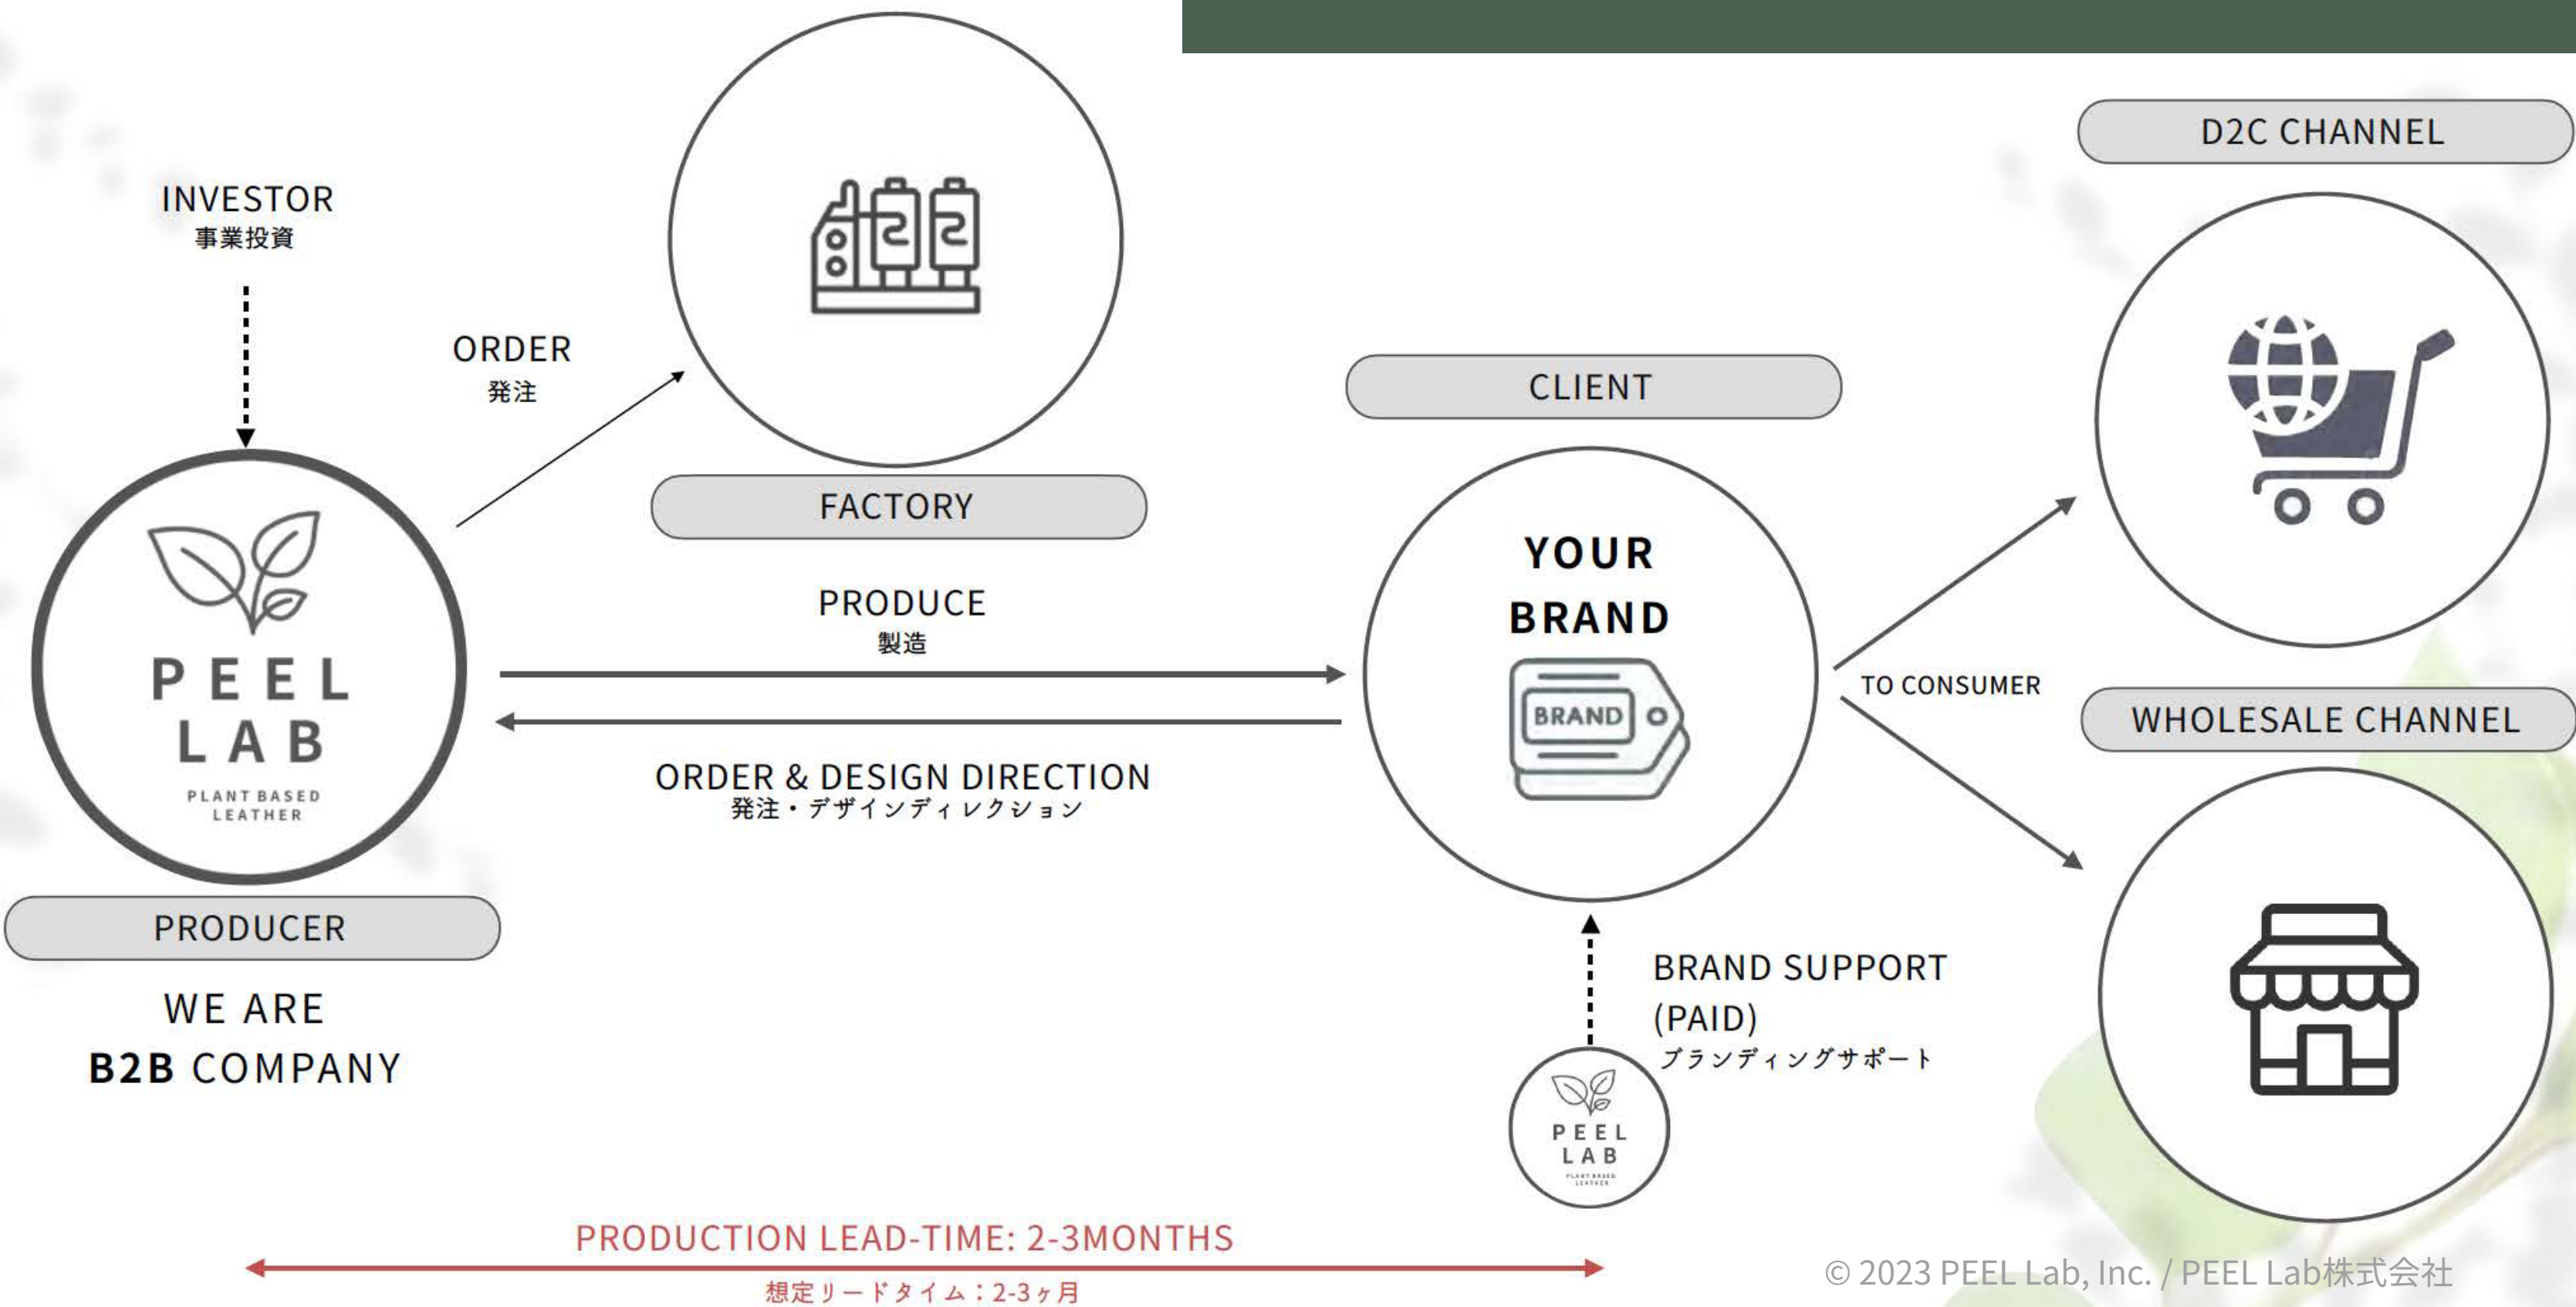 INVESTOR
事業投資
ORDER
発注
FACTORY
PEEL
LAB
PLANT BASED
LEATHER
PRODUCER
WE ARE
B2B COMPANY
PRODUCE
製造
ORDER & DESIGN DIRECTION
発注・デザインディレクション
CLIENT
YOUR
BRAND
BRAND
BRAND SUPPORT
(PAID)
ブランディングサポート
PEEL
LAB
PLANT BASED
LEATHER
TO CONSUMER
D2C CHANNEL
WHOLESALE CHANNEL
PRODUCTION LEAD-TIME: 2-3MONTHS
想定リードタイム：2-3ヶ月
© 2023 PEEL Lab, Inc. / PEEL Lab株式会社